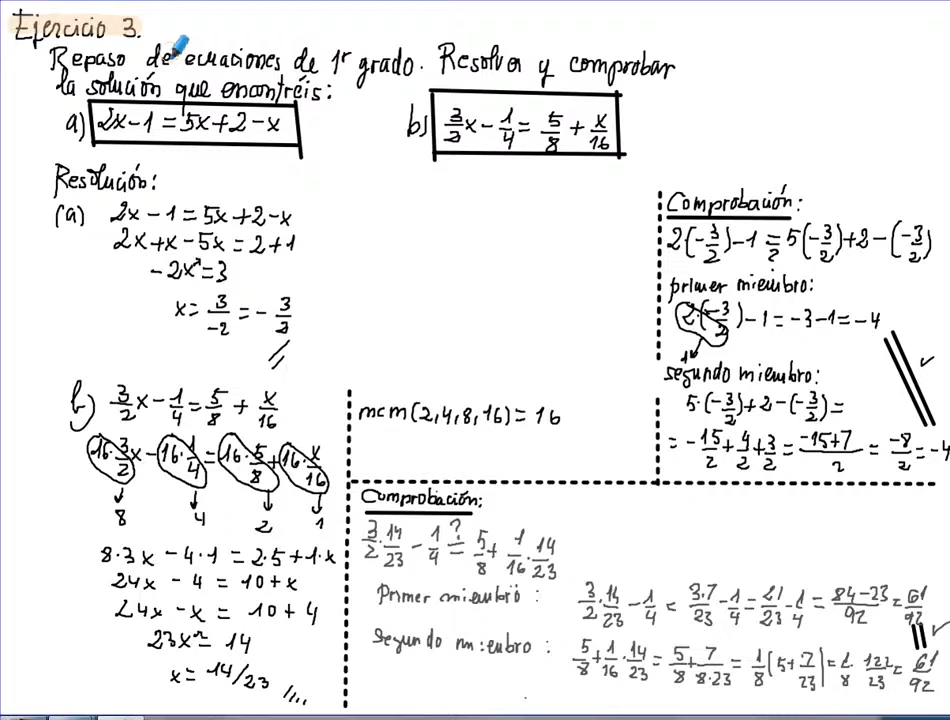 Ejercicio 3.
Repaso de ecuaciones de 1r grado. Resolver y comprobar
la solución que encontréis:
a) 2x-1 = 5x+2-x
b) 3/2 x - 1/4 = 5/8 + x/16
Resolución:
(a) 2x-1 = 5x+2-x
2x+x-5x = 2+1
-2x = 3
x = 3/-2 = - 3/2
Comprobación:
2(-3/2)-1 =? 5(-3/2)+2-(-3/2)
primer miembro:
2·(-3/2)-1 = -3-1 = -4
1
segundo miembro:
5·(-3/2)+2-(-3/2) =
= -15/2 + 4/2 + 3/2 = -15+7/2 = -8/2 = -4
b) 3/2 x - 1/4 = 5/8 + x/16
16·3/2 x - 16·1/4 = 16·5/8 + 16·x/16
8 4 2 1
8·3x - 4·1 = 2·5+1·x
24x - 4 = 10+x
24x - x = 10+4
23x = 14
x = 14/23
mcm(2,4,8,16) = 16
Comprobación:
3/2·14/23 - 1/4 =? 5/8 + 1/16·14/23
Primer miembro: 3/2·14/23 - 1/4 = 3·7/23 - 1/4 = 21/23 - 1/4 = 84-23/92 = 61/92
Segundo miembro: 5/8 + 1/16·14/23 = 5/8 + 7/8·23 = 1/8(5+7/23) = 1/8·122/23 = 61/92